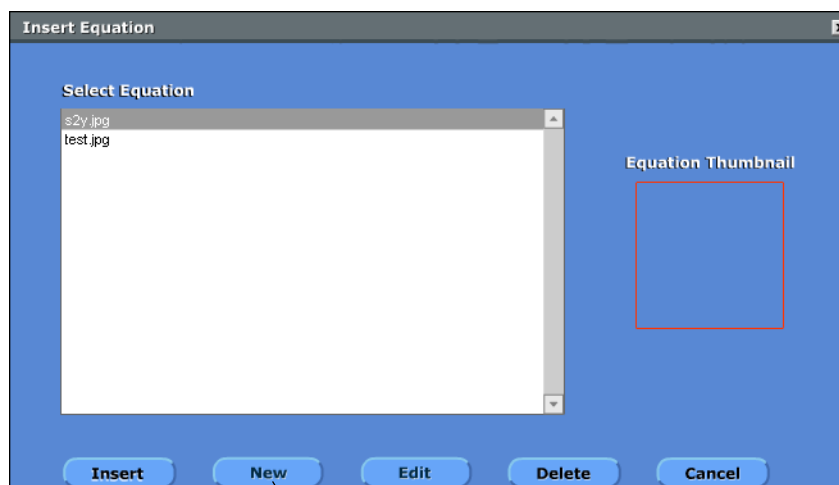 Insert Equation
Select Equation
s2y.jpg
test.jpg
Equation Thumbnail
Insert New Edit Delete Cancel